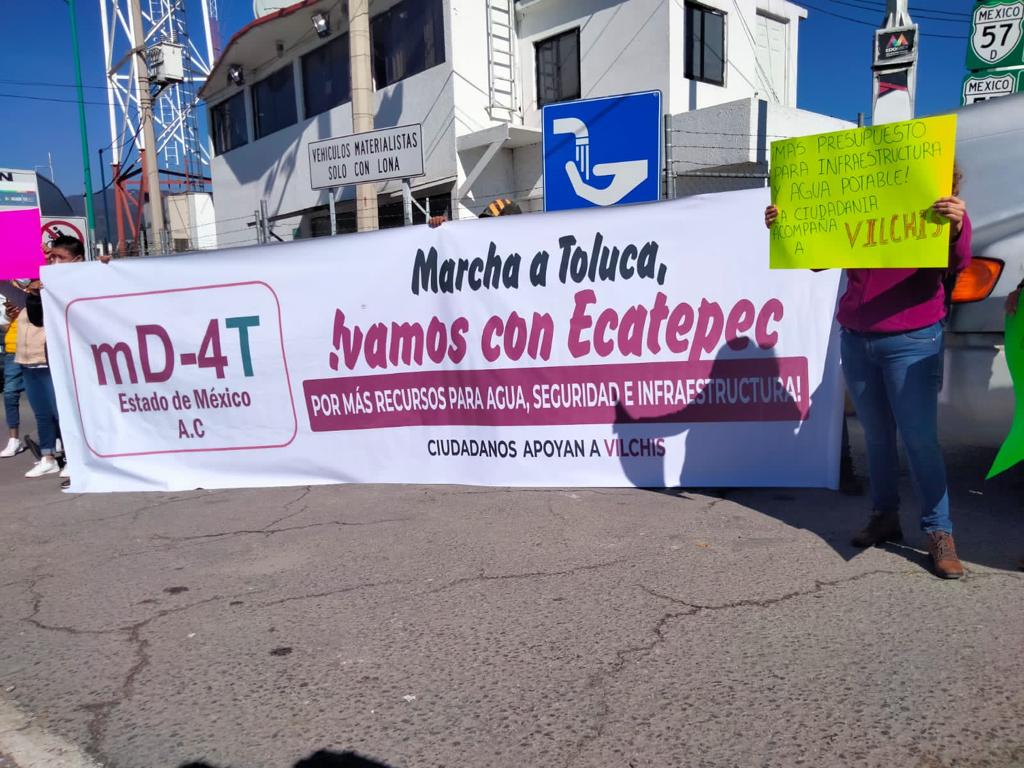 MEXICO
57
D
MEXICO
EDOMEX
VEHICULOS MATERIALISTAS
SOLO CON LONA
MAS PRESUPUESTO
PARA INFRAESTRUCTURA
Y AGUA POTABLE!
LA CIUDADANIA
ACOMPAÑA
A VILCHIS
Marcha a Toluca,
!vamos con Ecatepec
POR MÁS RECURSOS PARA AGUA, SEGURIDAD E INFRAESTRUCTURA!
CIUDADANOS APOYAN A VILCHIS
mD-4T
Estado de México
A.C